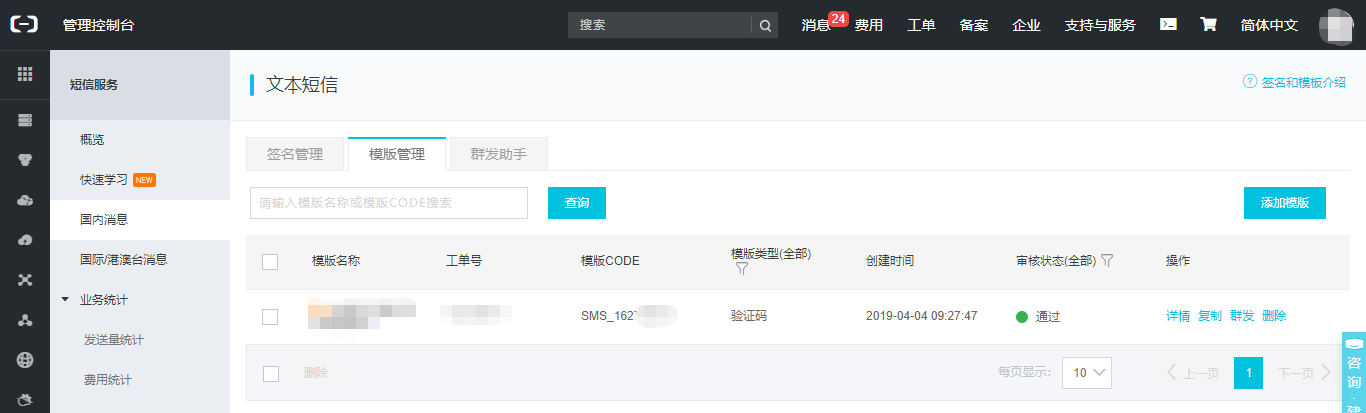 管理控制台
搜索
消息 24 费用 工单 备案 企业 支持与服务 简体中文
短信服务
概览
快速学习 NEW
国内消息
国际/港澳台消息
业务统计
发送量统计
费用统计
文本短信
签名和模板介绍
签名管理 模版管理 群发助手
请输入模版名称或模版CODE搜索 查询 添加模版
模版名称 工单号 模版CODE 模版类型(全部) 创建时间 审核状态(全部) 操作
SMS_1627 验证码 2019-04-04 09:27:47 通过 详情 复制 群发 删除
删除 每页显示: 10 上一页 1 下一页
咨询·建